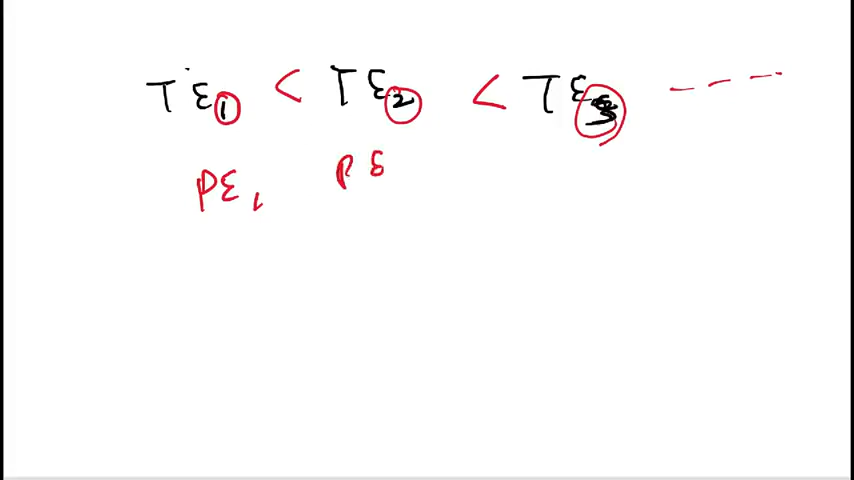 TE1 < TE2 < TE3 ----
PE1 PE